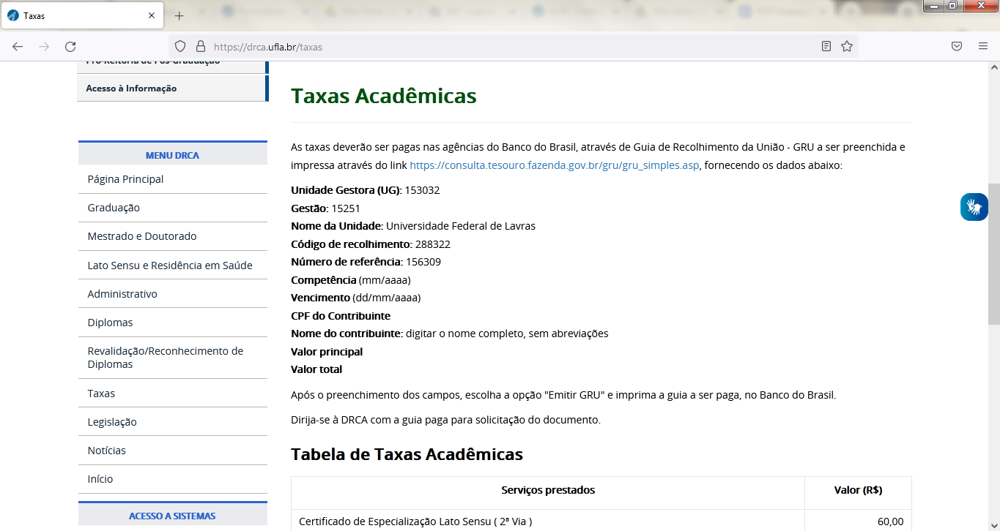 Taxas
https://drca.ufla.br/taxas
Pró-Reitoria de Pós-Graduação
Acesso à Informação
MENU DRCA
Página Principal
Graduação
Mestrado e Doutorado
Lato Sensu e Residência em Saúde
Administrativo
Diplomas
Revalidação/Reconhecimento de
Diplomas
Taxas
Legislação
Notícias
Início
ACESSO A SISTEMAS
Taxas Acadêmicas
As taxas deverão ser pagas nas agências do Banco do Brasil, através de Guia de Recolhimento da União - GRU a ser preenchida e
impressa através do link https://consulta.tesouro.fazenda.gov.br/gru/gru_simples.asp, fornecendo os dados abaixo:
Unidade Gestora (UG): 153032
Gestão: 15251
Nome da Unidade: Universidade Federal de Lavras
Código de recolhimento: 288322
Número de referência: 156309
Competência (mm/aaaa)
Vencimento (dd/mm/aaaa)
CPF do Contribuinte
Nome do contribuinte: digitar o nome completo, sem abreviações
Valor principal
Valor total
Após o preenchimento dos campos, escolha a opção "Emitir GRU" e imprima a guia a ser paga, no Banco do Brasil.
Dirija-se à DRCA com a guia paga para solicitação do documento.
Tabela de Taxas Acadêmicas
Serviços prestados Valor (R$)
Certificado de Especialização Lato Sensu ( 2ª Via ) 60,00